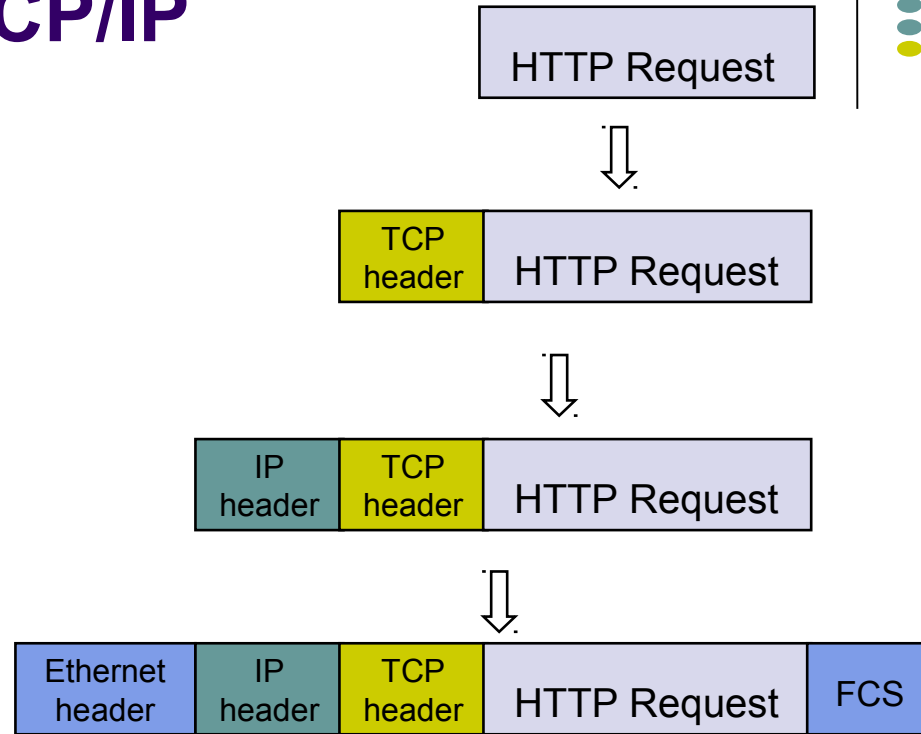 CP/IP
HTTP Request
TCP
header
HTTP Request
IP
header
TCP
header
HTTP Request
Ethernet
header
IP
header
TCP
header
HTTP Request
FCS